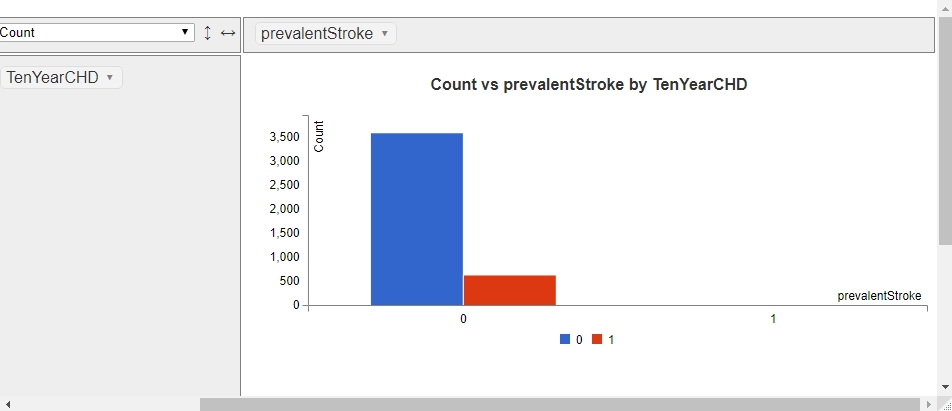 Count
prevalentStroke
TenYearCHD
Count vs prevalentStroke by TenYearCHD
Count
3,500
3,000
2,500
2,000
1,500
1,000
500
0
prevalentStroke
0 1
0 1